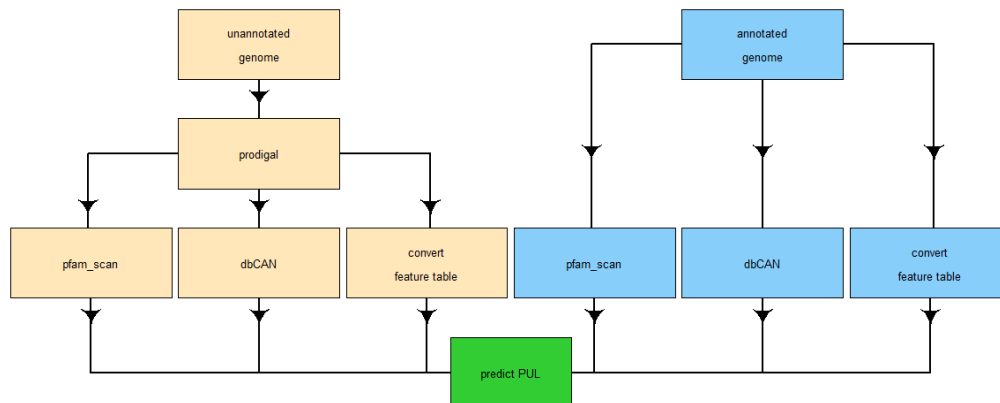 unannotated
genome
annotated
genome
prodigal
pfam_scan
dbCAN
convert
feature table
pfam_scan
dbCAN
convert
feature table
predict PUL